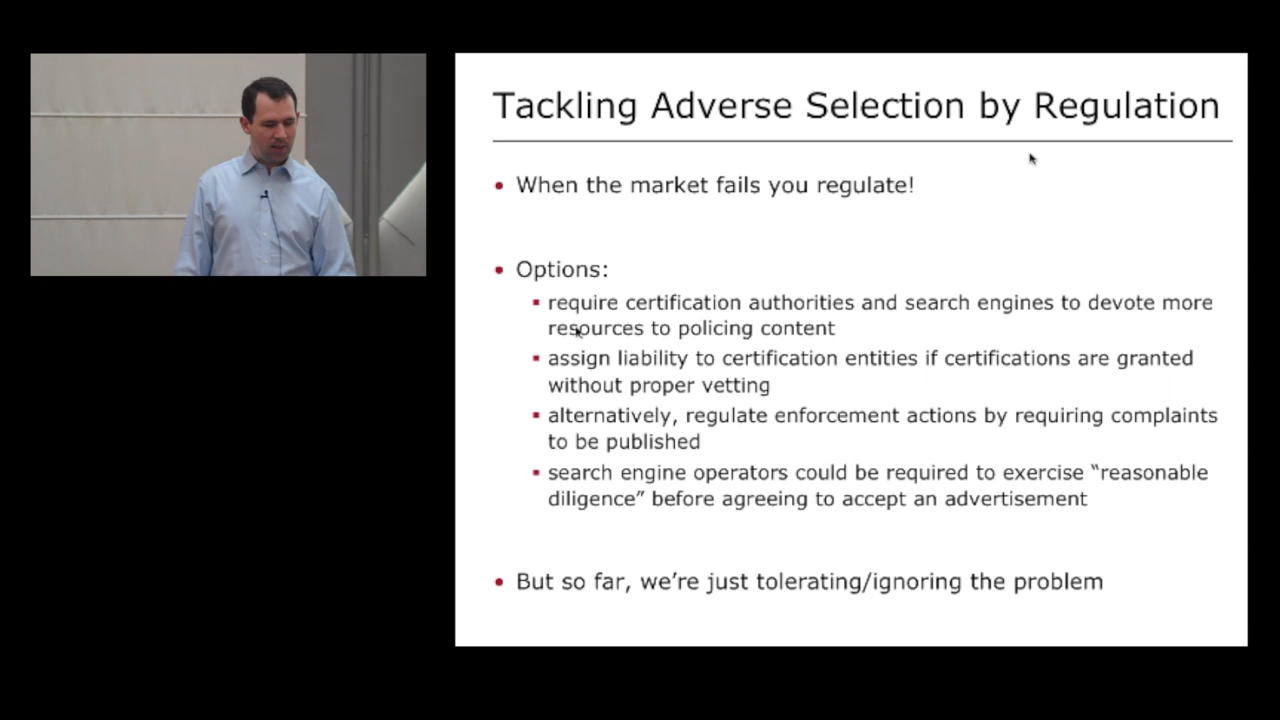 Tackling Adverse Selection by Regulation
• When the market fails you regulate!
• Options:
▪ require certification authorities and search engines to devote more
resources to policing content
▪ assign liability to certification entities if certifications are granted
without proper vetting
▪ alternatively, regulate enforcement actions by requiring complaints
to be published
▪ search engine operators could be required to exercise “reasonable
diligence” before agreeing to accept an advertisement
• But so far, we’re just tolerating/ignoring the problem